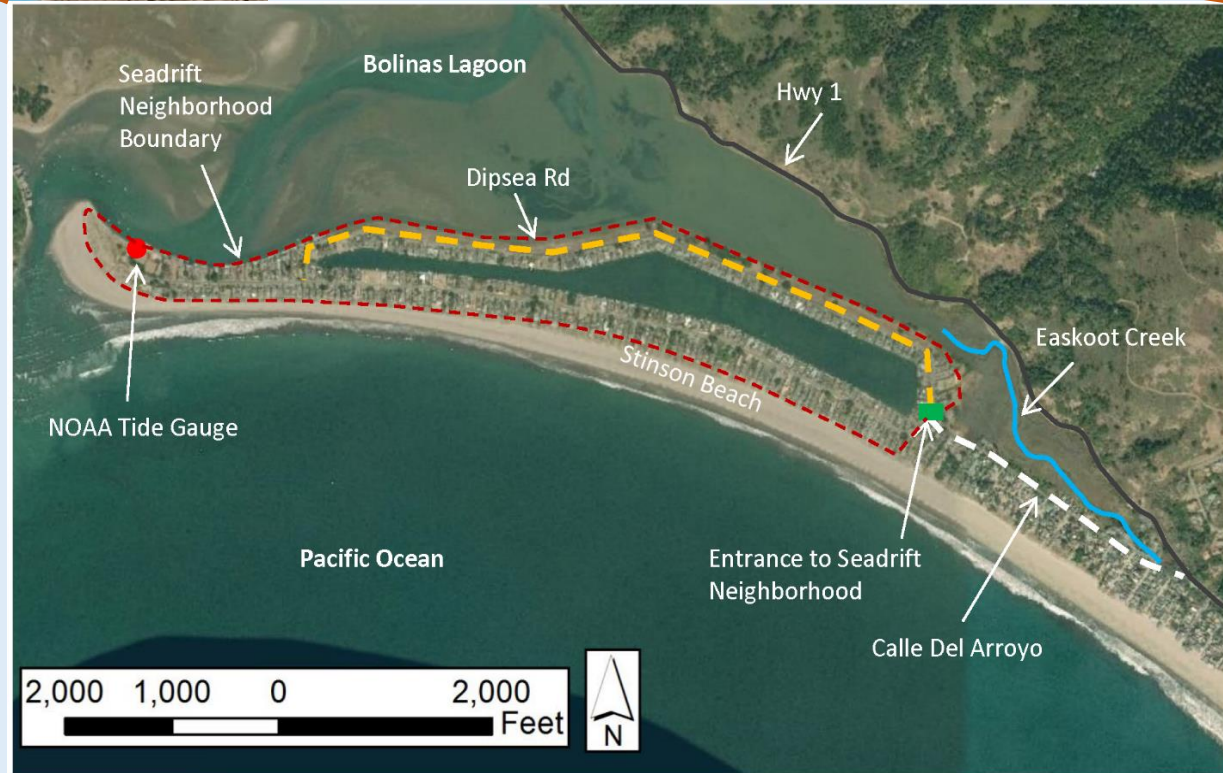 Bolinas Lagoon
Seadrift
Neighborhood
Boundary
Hwy 1
Dipsea Rd
Easkoot Creek
NOAA Tide Gauge
Stinson Beach
Pacific Ocean
Entrance to Seadrift
Neighborhood
Calle Del Arroyo
2,000 1,000 0 2,000
Feet
N